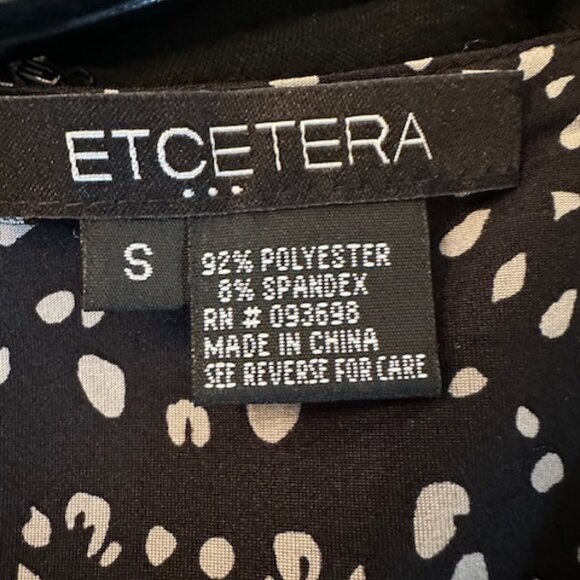 ETCETERA
S
92% POLYESTER
8% SPANDEX
RN # 093698
MADE IN CHINA
SEE REVERSE FOR CARE